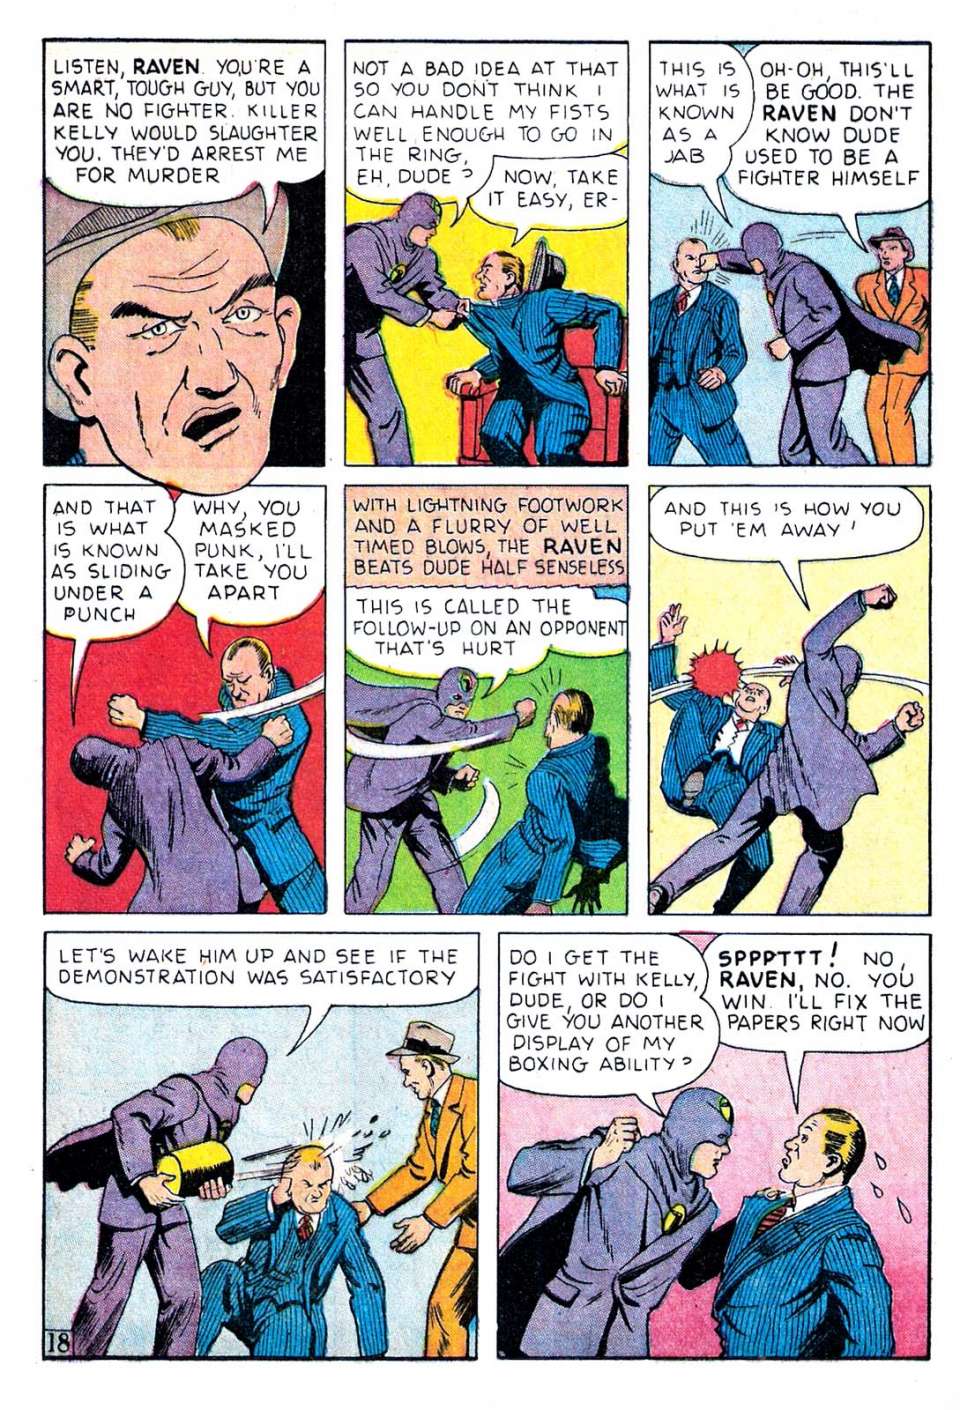 LISTEN, RAVEN. YOU'RE A
SMART, TOUGH GUY, BUT YOU
ARE NO FIGHTER. KILLER
KELLY WOULD SLAUGHTER
YOU. THEY'D ARREST ME
FOR MURDER
NOT A BAD IDEA AT THAT
SO YOU DON'T THINK I
CAN HANDLE MY FISTS
WELL ENOUGH TO GO IN
THE RING,
EH, DUDE?
NOW, TAKE
IT EASY, ER-
THIS IS
WHAT IS
KNOWN
AS A
JAB
OH-OH, THIS'LL
BE GOOD. THE
RAVEN DON'T
KNOW DUDE
USED TO BE A
FIGHTER HIMSELF
AND THAT
IS WHAT
IS KNOWN
AS SLIDING
UNDER A
PUNCH
WHY, YOU
MASKED
PUNK, I'LL
TAKE YOU
APART
WITH LIGHTNING FOOTWORK
AND A FLURRY OF WELL
TIMED BLOWS, THE RAVEN
BEATS DUDE HALF SENSELESS
THIS IS CALLED THE
FOLLOW-UP ON AN OPPONENT
THAT'S HURT
AND THIS IS HOW YOU
PUT 'EM AWAY!
LET'S WAKE HIM UP AND SEE IF THE
DEMONSTRATION WAS SATISFACTORY
DO I GET THE
FIGHT WITH KELLY,
DUDE, OR DO I
GIVE YOU ANOTHER
DISPLAY OF MY
BOXING ABILITY?
SPPPTTT! NO,
RAVEN, NO. YOU
WIN. I'LL FIX THE
PAPERS RIGHT NOW
18